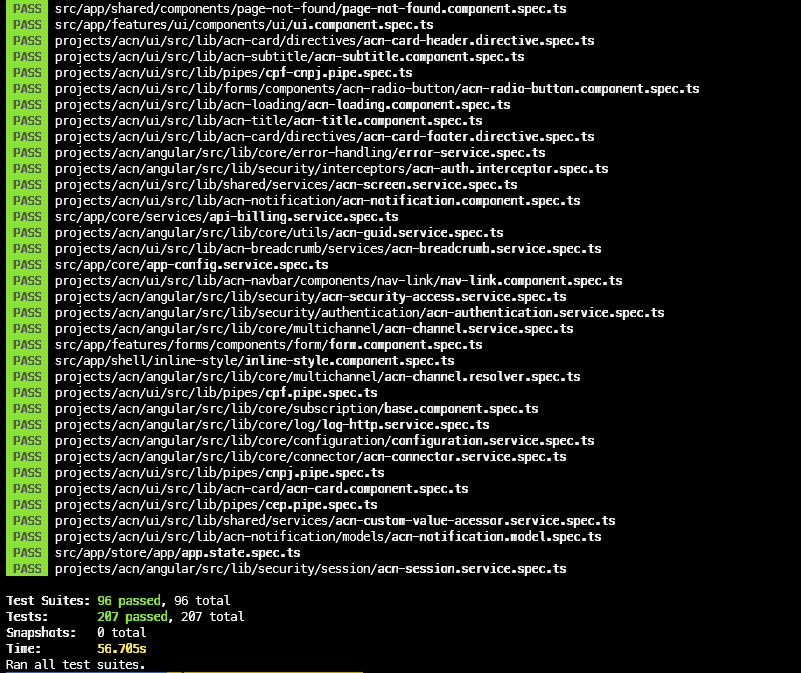 PASS src/app/shared/components/page-not-found/page-not-found.component.spec.ts
PASS src/app/features/ui/components/ui/ui.component.spec.ts
PASS projects/acn/ui/src/lib/acn-card/directives/acn-card-header.directive.spec.ts
PASS projects/acn/ui/src/lib/acn-subtitle/acn-subtitle.component.spec.ts
PASS projects/acn/ui/src/lib/pipes/cpf-cnpj.pipe.spec.ts
PASS projects/acn/ui/src/lib/forms/components/acn-radio-button/acn-radio-button.component.spec.ts
PASS projects/acn/ui/src/lib/acn-loading/acn-loading.component.spec.ts
PASS projects/acn/ui/src/lib/acn-title/acn-title.component.spec.ts
PASS projects/acn/ui/src/lib/acn-card/directives/acn-card-footer.directive.spec.ts
PASS projects/acn/angular/src/lib/core/error-handling/error-service.spec.ts
PASS projects/acn/angular/src/lib/security/interceptors/acn-auth.interceptor.spec.ts
PASS projects/acn/ui/src/lib/shared/services/acn-screen.service.spec.ts
PASS projects/acn/ui/src/lib/acn-notification/acn-notification.component.spec.ts
PASS src/app/core/services/api-billing.service.spec.ts
PASS projects/acn/angular/src/lib/core/utils/acn-guid.service.spec.ts
PASS projects/acn/ui/src/lib/acn-breadcrumb/services/acn-breadcrumb.service.spec.ts
PASS src/app/core/app-config.service.spec.ts
PASS projects/acn/ui/src/lib/acn-navbar/components/nav-link/nav-link.component.spec.ts
PASS projects/acn/angular/src/lib/security/acn-security-access.service.spec.ts
PASS projects/acn/angular/src/lib/security/authentication/acn-authentication.service.spec.ts
PASS projects/acn/angular/src/lib/core/multichannel/acn-channel.service.spec.ts
PASS src/app/features/forms/components/form/form.component.spec.ts
PASS src/app/shell/inline-style/inline-style.component.spec.ts
PASS projects/acn/angular/src/lib/core/multichannel/acn-channel.resolver.spec.ts
PASS projects/acn/ui/src/lib/pipes/cpf.pipe.spec.ts
PASS projects/acn/angular/src/lib/core/subscription/base.component.spec.ts
PASS projects/acn/angular/src/lib/core/log/log-http.service.spec.ts
PASS projects/acn/angular/src/lib/core/configuration/configuration.service.spec.ts
PASS projects/acn/angular/src/lib/core/connector/acn-connector.service.spec.ts
PASS projects/acn/ui/src/lib/pipes/cnpj.pipe.spec.ts
PASS projects/acn/ui/src/lib/acn-card/acn-card.component.spec.ts
PASS projects/acn/ui/src/lib/pipes/cep.pipe.spec.ts
PASS projects/acn/ui/src/lib/shared/services/acn-custom-value-acessor.service.spec.ts
PASS projects/acn/ui/src/lib/acn-notification/models/acn-notification.model.spec.ts
PASS src/app/store/app/app.state.spec.ts
PASS projects/acn/angular/src/lib/security/session/acn-session.service.spec.ts
Test Suites: 96 passed, 96 total
Tests: 207 passed, 207 total
Snapshots: 0 total
Time: 56.705s
Ran all test suites.